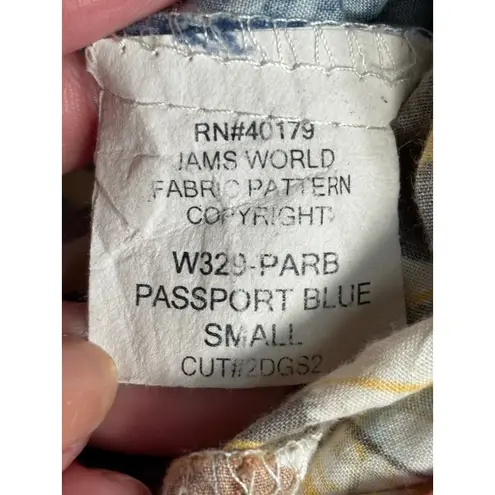 RN#40179
JAMS WORLD
FABRIC PATTERN
COPYRIGHT
W329-PARB
PASSPORT BLUE
SMALL
CUT#2DGS2